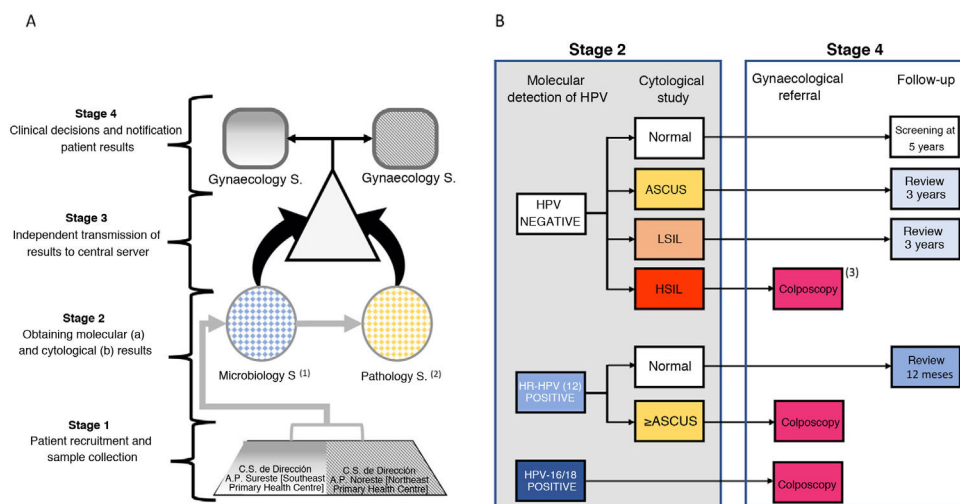 A
Stage 4
Clinical decisions and notification
patient results
Gynaecology S.
Gynaecology S.
Stage 3
Independent transmission of
results to central server
Stage 2
Obtaining molecular (a)
and cytological (b) results
Microbiology S (1)
Pathology S. (2)
Stage 1
Patient recruitment and
sample collection
C.S. de Dirección
A.P. Sureste [Southeast
Primary Health Centre]
C.S. de Dirección
A.P. Noreste [Northeast
Primary Health Centre]
B
Stage 2
Stage 4
Molecular
detection of HPV
Cytological
study
Gynaecological
referral
Follow-up
HPV
NEGATIVE
Normal
Screening at
5 years
ASCUS
Review
3 years
LSIL
Review
3 years
HSIL
Colposcopy
(3)
HR-HPV (12)
POSITIVE
Normal
Review
12 meses
≥ASCUS
Colposcopy
HPV-16/18
POSITIVE
Colposcopy